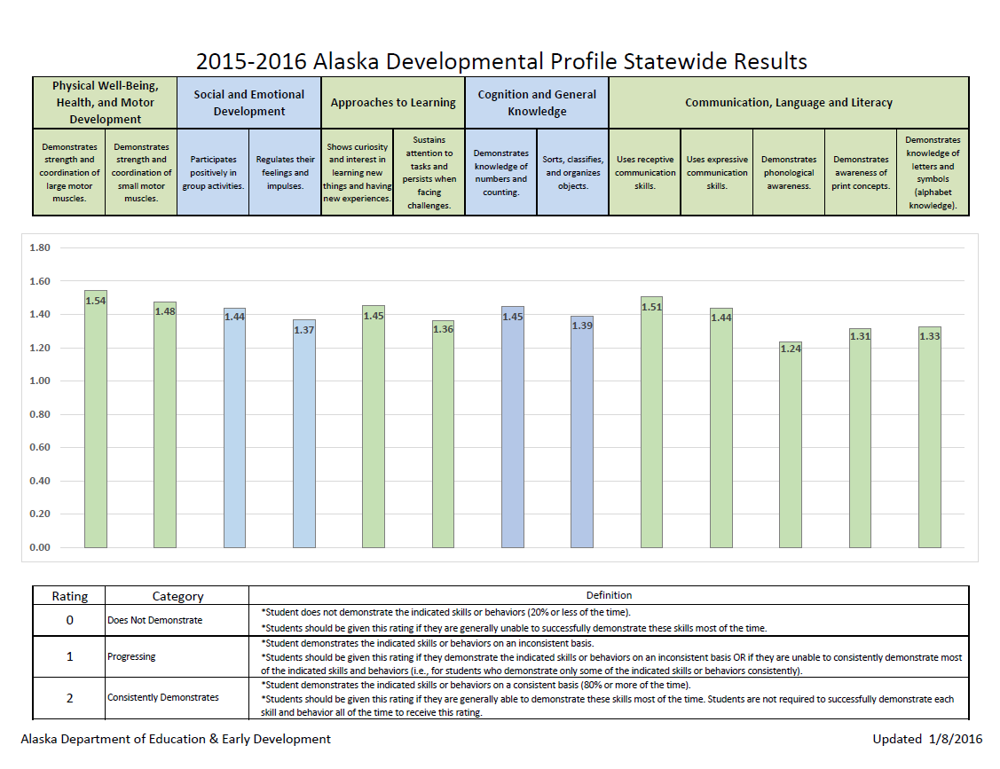 2015-2016 Alaska Developmental Profile Statewide Results
Physical Well-Being,
Health, and Motor
Development
Social and Emotional
Development
Approaches to Learning
Cognition and General
Knowledge
Communication, Language and Literacy
Demonstrates
strength and
coordination of
large motor
muscles.
Demonstrates
strength and
coordination of
small motor
muscles.
Participates
positively in
group activities.
Regulates their
feelings and
impulses.
Shows curiosity
and interest in
learning new
things and having
new experiences.
Sustains
attention to
tasks and
persists when
facing
challenges.
Demonstrates
knowledge of
numbers and
counting.
Sorts, classifies,
and organizes
objects.
Uses receptive
communication
skills.
Uses expressive
communication
skills.
Demonstrates
phonological
awareness.
Demonstrates
awareness of
print concepts.
Demonstrates
knowledge of
letters and
symbols
(alphabet
knowledge).
1.80
1.60
1.40
1.20
1.00
0.80
0.60
0.40
0.20
0.00
1.54
1.48
1.44
1.37
1.45
1.36
1.45
1.39
1.51
1.44
1.24
1.31
1.33
Rating
Category
Definition
0
Does Not Demonstrate
*Student does not demonstrate the indicated skills or behaviors (20% or less of the time).
*Students should be given this rating if they are generally unable to successfully demonstrate these skills most of the time.
1
Progressing
*Student demonstrates the indicated skills or behaviors on an inconsistent basis.
*Students should be given this rating if they demonstrate the indicated skills or behaviors on an inconsistent basis OR if they are unable to consistently demonstrate most
of the indicated skills and behaviors (i.e., for students who demonstrate only some of the indicated skills or behaviors consistently).
2
Consistently Demonstrates
*Student demonstrates the indicated skills or behaviors on a consistent basis (80% or more of the time).
*Students should be given this rating if they are generally able to demonstrate these skills most of the time. Students are not required to successfully demonstrate each
skill and behavior all of the time to receive this rating.
Alaska Department of Education & Early Development
Updated 1/8/2016